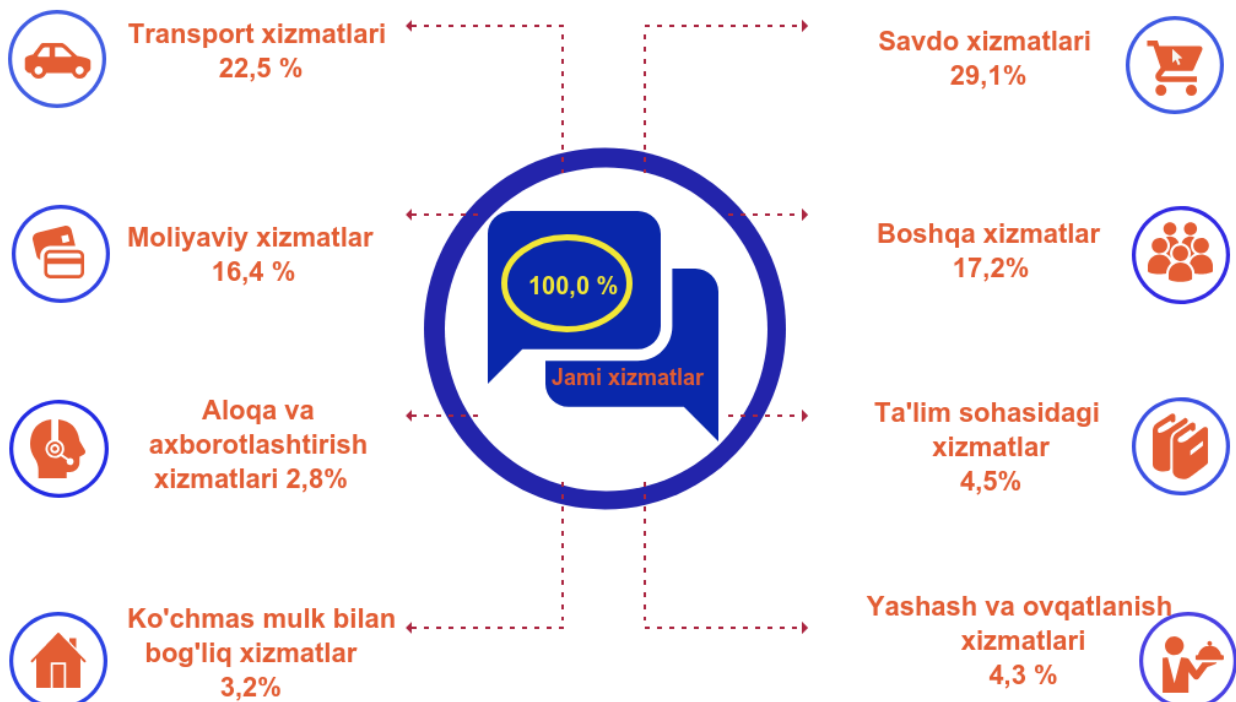 Transport xizmatlari
22,5 %
Savdo xizmatlari
29,1%
Moliyaviy xizmatlar
16,4 %
Boshqa xizmatlar
17,2%
100,0 %
Jami xizmatlar
Aloqa va
axborotlashtirish
xizmatlari 2,8%
Ta'lim sohasidagi
xizmatlar
4,5%
Ko'chmas mulk bilan
bog'liq xizmatlar
3,2%
Yashash va ovqatlanish
xizmatlari
4,3 %